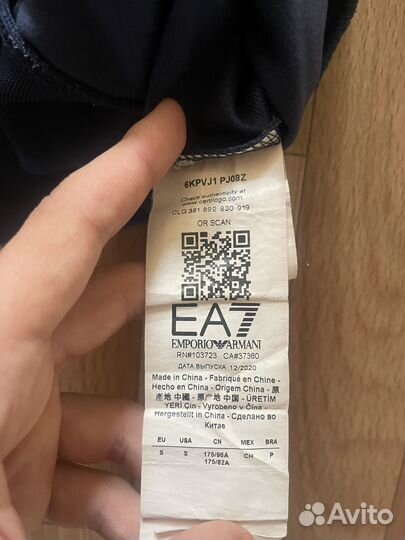 6KPVJ1 PJ0BZ
Check authenticity at
www.certilogo.com
CLG 381 692 830 919
OR SCAN
EA7
EMPORIO ARMANI
RN#103723 CA#37360
ДАТА ВЫПУСКА 12/2020
Made in China - Fabriqué en Chine -
Hecho en China - Origem China - 原
產地 中國 - 原产地 中国 - ÜRETİM
YERİ Çin - Vyrobeno v Číně -
Hergestellt in China - Сделано во
Китае
EU USA CN MEX BRA
S S 175/96A CH P
175/82A
Avito